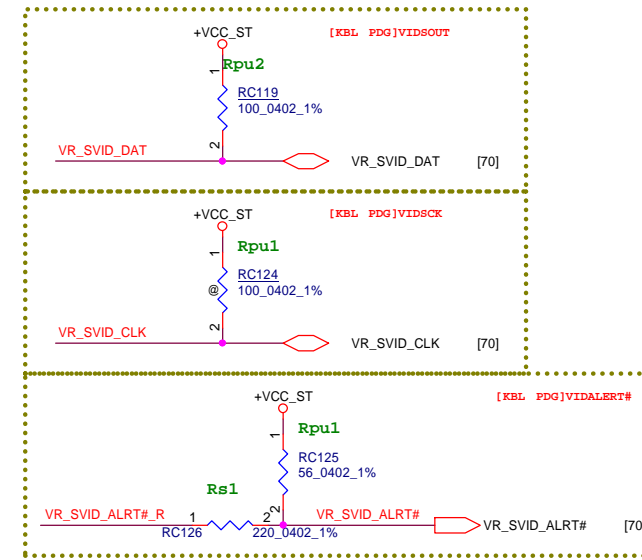 +VCC_ST
[KBL PDG]VIDSOUT
Rpu2
1
RC119
100_0402_1%
2
VR_SVID_DAT
VR_SVID_DAT
[70]
+VCC_ST
[KBL PDG]VIDSCK
1
Rpu1
RC124
@
100_0402_1%
2
VR_SVID_CLK
VR_SVID_CLK
[70]
+VCC_ST
[KBL PDG]VIDALERT#
1
Rpu1
RC125
56_0402_1%
Rs1
2
VR_SVID_ALRT#_R
1
2
VR_SVID_ALRT#
RC126
220_0402_1%
VR_SVID_ALRT#
[70